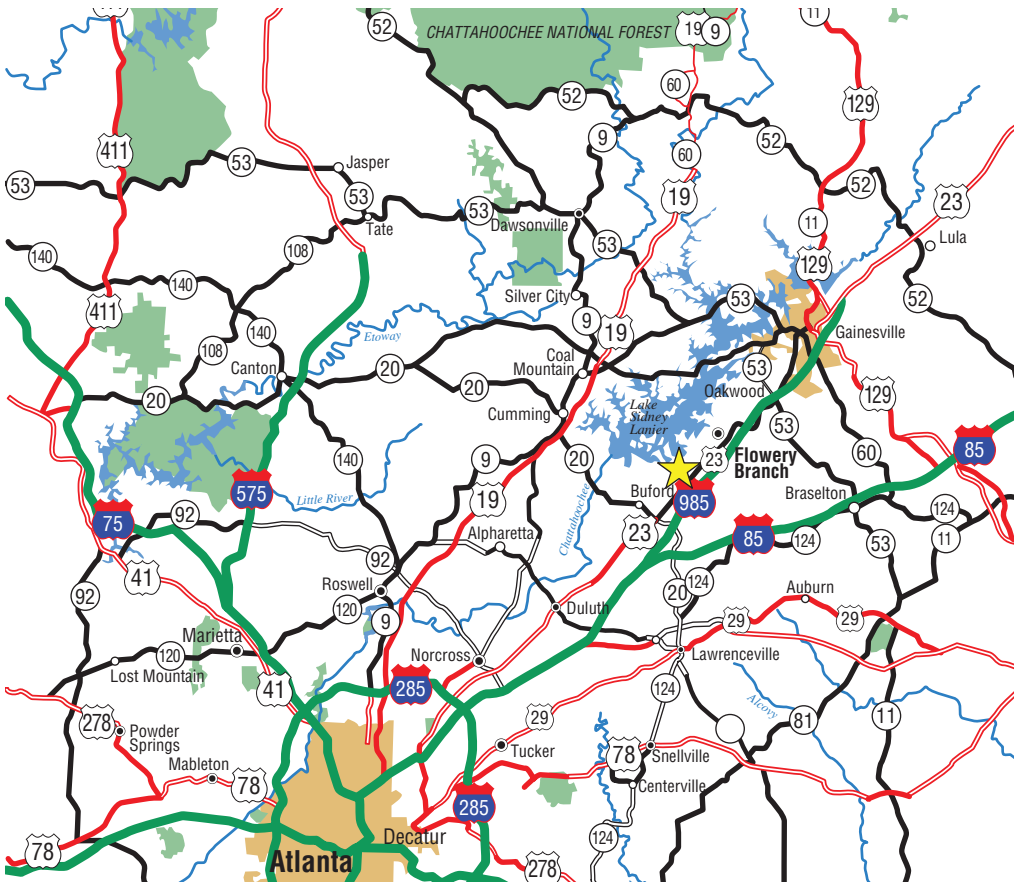 11
52
CHATTAHOOCHEE NATIONAL FOREST
19
9
60
52
129
411
9
52
60
53
Jasper
53
53
52
19
23
Tate
53
Dawsonville
11
53
Lula
108
140
129
140
411
Silver City
53
52
140
9
19
Gainesville
Etoway
108
Coal
Mountain
Canton
20
53
20
Oakwood
129
20
Cumming
Lake
Sidney
Lanier
53
23
Flowery
Branch
85
140
9
20
60
575
Little River
19
Buford
985
Braselton
75
92
Chattahoochee
23
124
Alpharetta
85
124
11
53
92
41
92
Roswell
20
124
Auburn
120
9
Duluth
29
29
Marietta
Norcross
Lawrenceville
120
Lost Mountain
285
41
124
Alcovy
278
29
81
11
Powder
Springs
Tucker
78
Snellville
Mableton
78
Centerville
285
78
Decatur
124
Atlanta
278